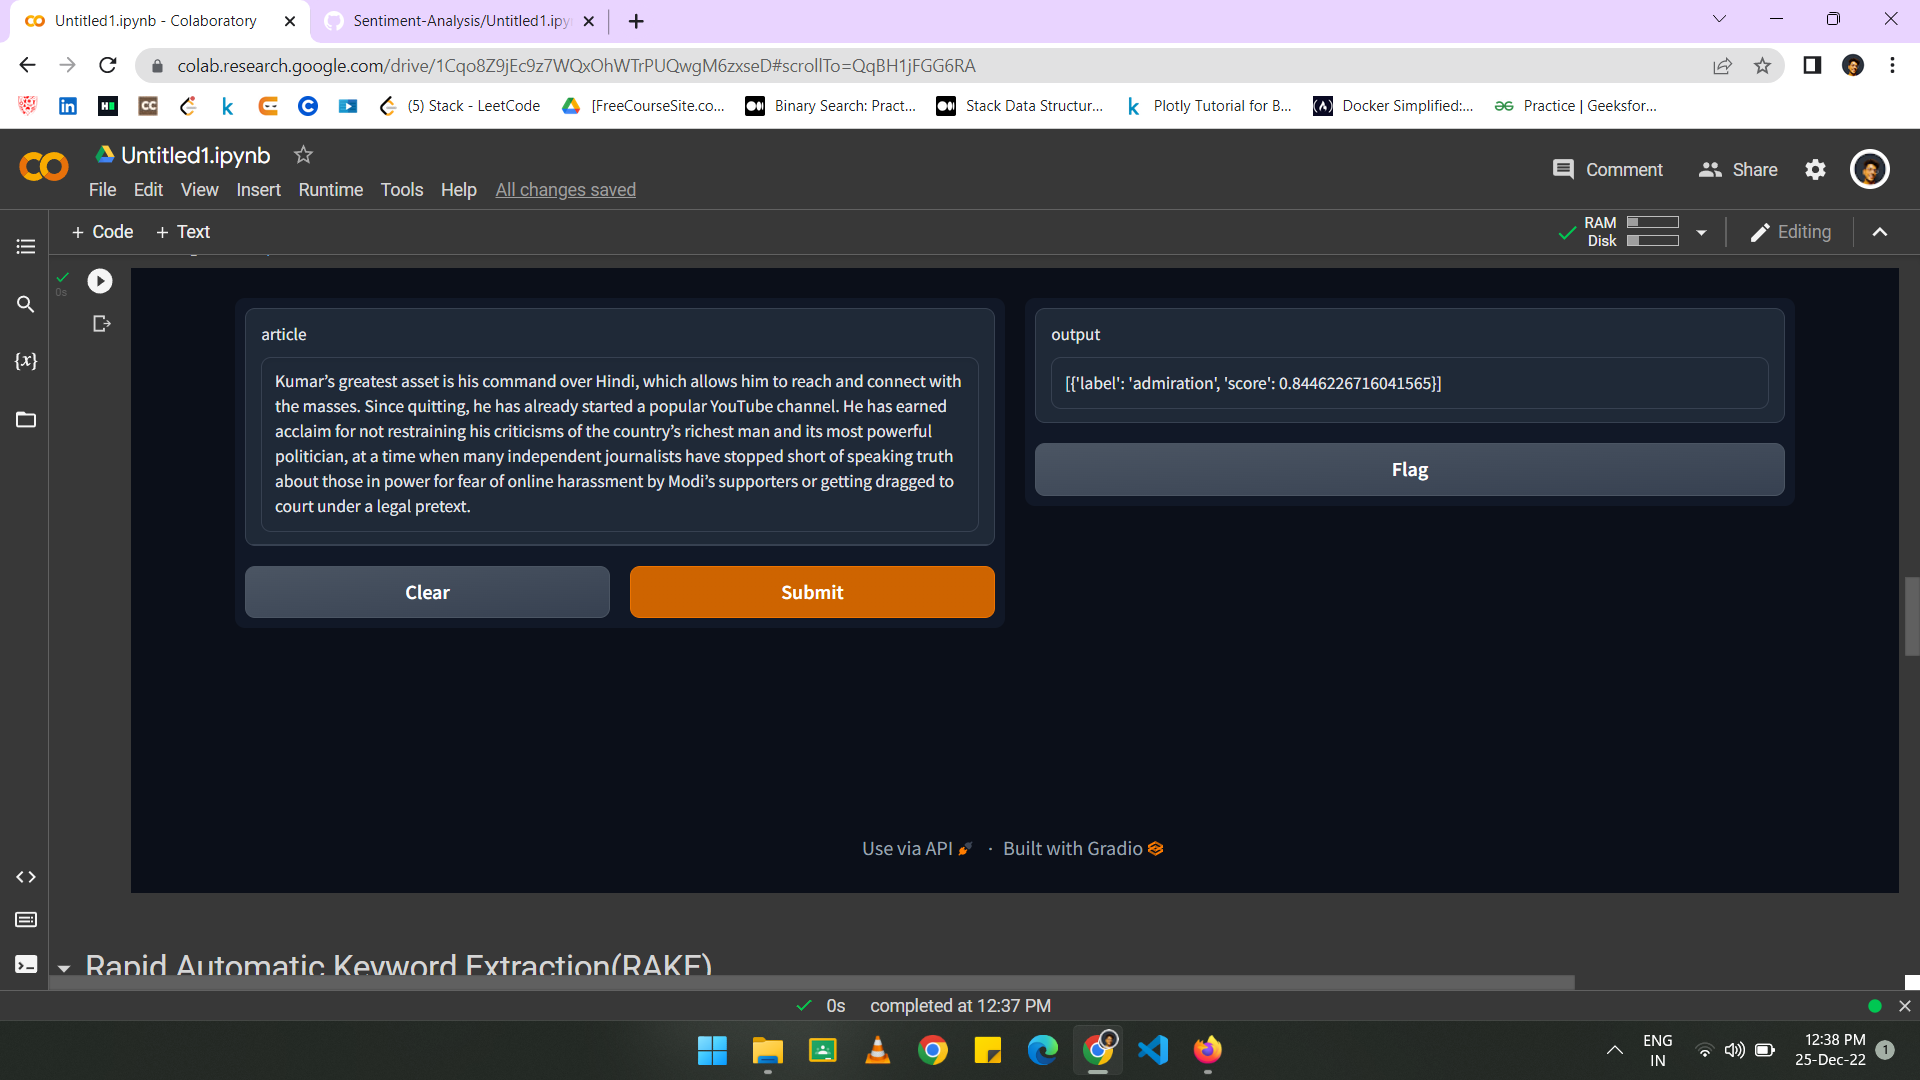 Untitled1.ipynb - Colaboratory
Sentiment-Analysis/Untitled1.ipy
colab.research.google.com/drive/1Cqo8Z9jEc9z7WQxOhWTrPUQwgM6zxseD#scrollTo=QqBH1jFGG6RA
(5) Stack - LeetCode
[FreeCourseSite.co...
Binary Search: Pract...
Stack Data Structur...
Plotly Tutorial for B...
Docker Simplified:...
Practice | Geeksfor...
Untitled1.ipynb
Comment
Share
File Edit View Insert Runtime Tools Help All changes saved
+ Code + Text
RAM
Disk
Editing
0s
article
Kumar’s greatest asset is his command over Hindi, which allows him to reach and connect with
the masses. Since quitting, he has already started a popular YouTube channel. He has earned
acclaim for not restraining his criticisms of the country’s richest man and its most powerful
politician, at a time when many independent journalists have stopped short of speaking truth
about those in power for fear of online harassment by Modi’s supporters or getting dragged to
court under a legal pretext.
Clear
Submit
output
[{'label': 'admiration', 'score': 0.8446226716041565}]
Flag
Use via API · Built with Gradio
Rapid Automatic Keyword Extraction(RAKE)
0s completed at 12:37 PM
ENG
IN
12:38 PM
25-Dec-22
1